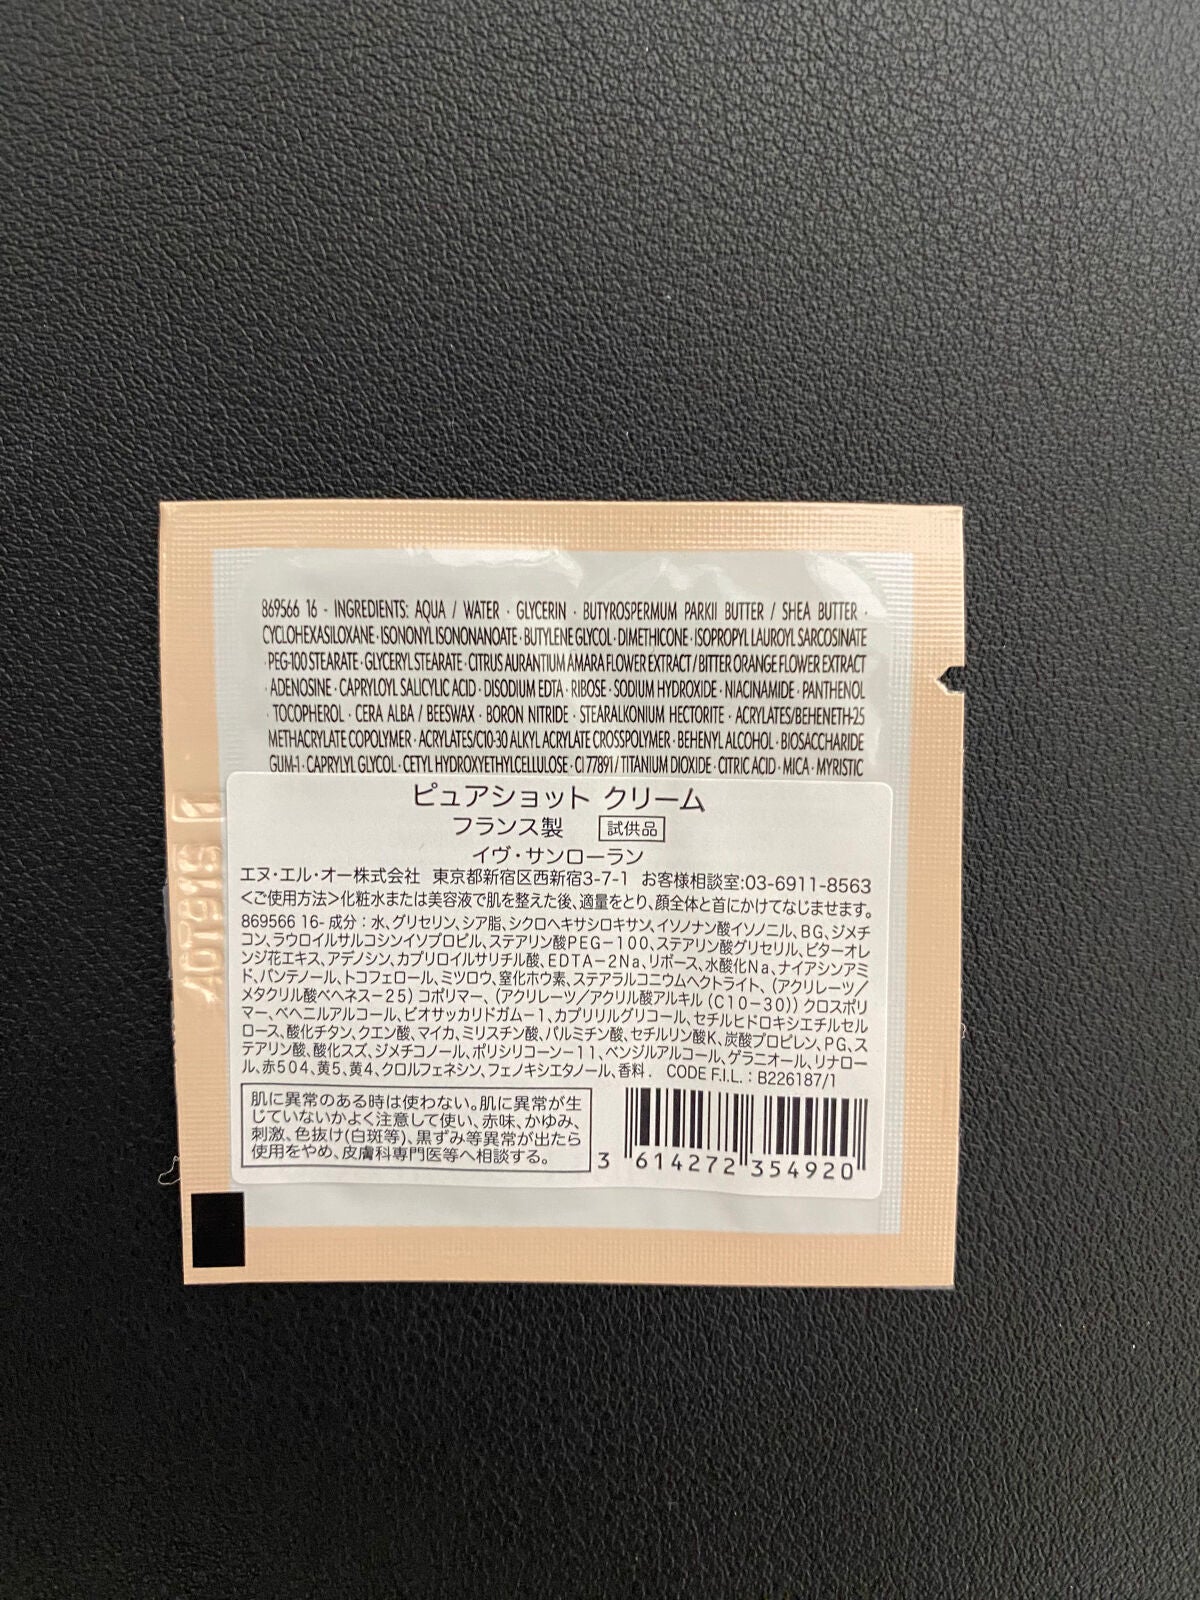 869566 16 - INGREDIENTS: AQUA / WATER · GLYCERIN · BUTYROSPERMUM PARKII BUTTER / SHEA BUTTER ·
CYCLOHEXASILOXANE · ISONONYL ISONONANOATE · BUTYLENE GLYCOL · DIMETHICONE · ISOPROPYL LAUROYL SARCOSINATE
· PEG-100 STEARATE · GLYCERYL STEARATE · CITRUS AURANTIUM AMARA FLOWER EXTRACT / BITTER ORANGE FLOWER EXTRACT
· ADENOSINE · CAPRYLOYL SALICYLIC ACID · DISODIUM EDTA · RIBOSE · SODIUM HYDROXIDE · NIACINAMIDE · PANTHENOL
· TOCOPHEROL · CERA ALBA / BEESWAX · BORON NITRIDE · STEARALKONIUM HECTORITE · ACRYLATES/BEHENETH-25
METHACRYLATE COPOLYMER · ACRYLATES/C10-30 ALKYL ACRYLATE CROSSPOLYMER · BEHENYL ALCOHOL · BIOSACCHARIDE
GUM-1 · CAPRYLYL GLYCOL · CETYL HYDROXYETHYLCELLULOSE · CI 77891 / TITANIUM DIOXIDE · CITRIC ACID · MICA · MYRISTIC
ピュアショット クリーム
フランス製 試供品
イヴ・サンローラン
エヌ・エル・オー株式会社 東京都新宿区西新宿3-7-1 お客様相談室:03-6911-8563
<ご使用方法>化粧水または美容液で肌を整えた後、適量をとり、顔全体と首にかけてなじませます。
869566 16- 成分：水、グリセリン、シア脂、シクロヘキサシロキサン、イソノナン酸イソノニル、BG、ジメチ
コン、ラウロイルサルコシンイソプロピル、ステアリン酸PEG-100、ステアリン酸グリセリル、ビターオレ
ンジ花エキス、アデノシン、カプリロイルサリチル酸、EDTA-2Na、リボース、水酸化Na、ナイアシンアミ
ド、パンテノール、トコフェロール、ミツロウ、窒化ホウ素、ステアラルコニウムヘクトライト、(アクリレーツ/
メタクリル酸ベヘネス-25)コポリマー、(アクリレーツ/アクリル酸アルキル(C10-30))クロスポリ
マー、ベヘニルアルコール、ビオサッカリドガム-1、カプリリルグリコール、セチルヒドロキシエチルセル
ロース、酸化チタン、クエン酸、マイカ、ミリスチン酸、パルミチン酸、セチルリン酸K、炭酸プロピレン、PG、ス
テアリン酸、酸化スズ、ジメチコノール、ポリシリコーン-11、ベンジルアルコール、ゲラニオール、リナロー
ル、赤504、黄5、黄4、クロルフェネシン、フェノキシエタノール、香料. CODE F.I.L.：B226187/1
肌に異常のある時は使わない。肌に異常が生
じていないかよく注意して使い、赤味、かゆみ、
刺激、色抜け(白斑等)、黒ずみ等異常が出たら
使用をやめ、皮膚科専門医等へ相談する。
3 614272 354920